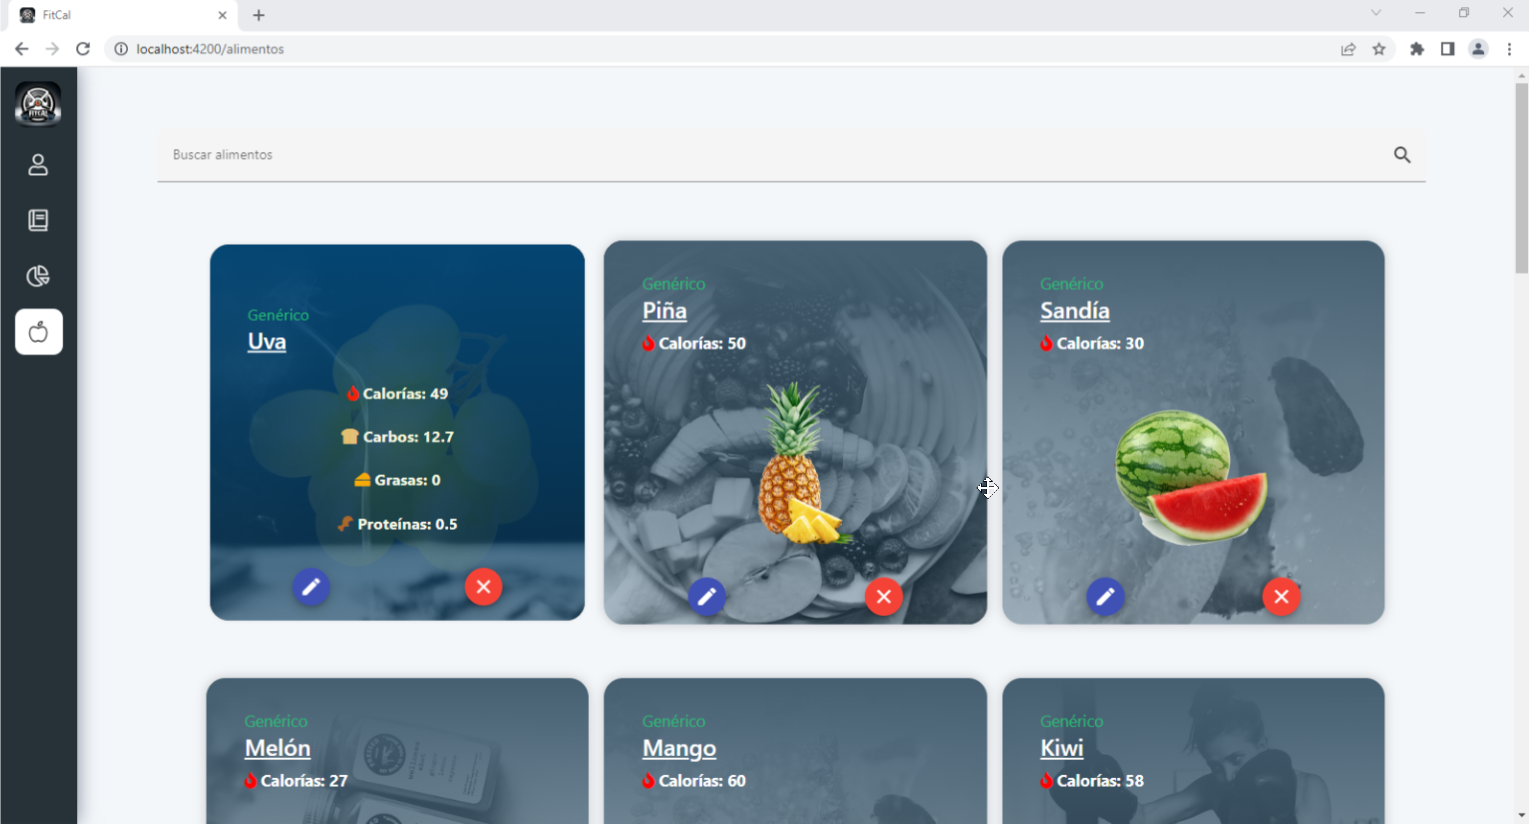 FitCal
localhost:4200/alimentos
FITCAL
Buscar alimentos
Genérico
Uva
Calorías: 49
Carbos: 12.7
Grasas: 0
Proteínas: 0.5
Genérico
Piña
Calorías: 50
Genérico
Sandía
Calorías: 30
Genérico
Melón
Calorías: 27
Genérico
Mango
Calorías: 60
Genérico
Kiwi
Calorías: 58